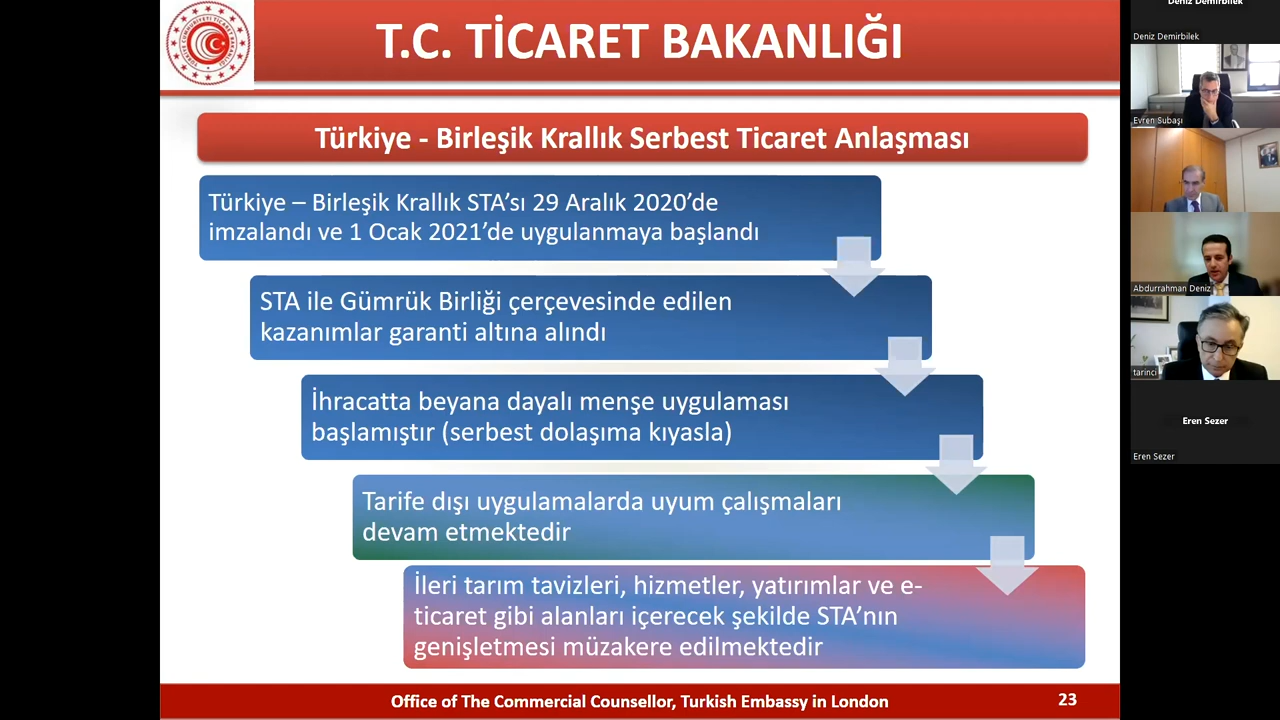 T.C. TİCARET BAKANLIĞI
Türkiye - Birleşik Krallık Serbest Ticaret Anlaşması
Türkiye – Birleşik Krallık STA’sı 29 Aralık 2020’de
imzalandı ve 1 Ocak 2021’de uygulanmaya başlandı
STA ile Gümrük Birliği çerçevesinde edilen
kazanımlar garanti altına alındı
İhracatta beyana dayalı menşe uygulaması
başlamıştır (serbest dolaşıma kıyasla)
Tarife dışı uygulamalarda uyum çalışmaları
devam etmektedir
İleri tarım tavizleri, hizmetler, yatırımlar ve e-
ticaret gibi alanları içerecek şekilde STA’nın
genişletmesi müzakere edilmektedir
Office of The Commercial Counsellor, Turkish Embassy in London
23
Deniz Demirbilek
Deniz Demirbilek
Evren Subaşı
Abdurrahman Deniz
tarinci
Eren Sezer
Eren Sezer